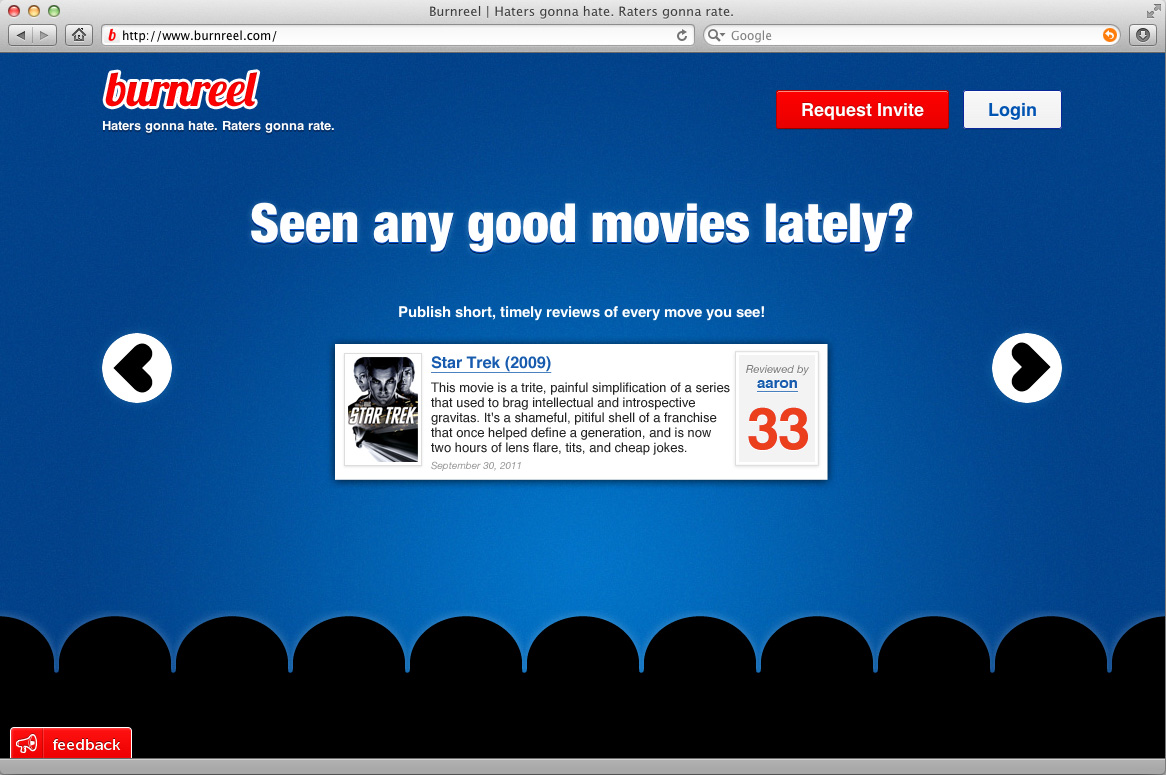 Burnreel | Haters gonna hate. Raters gonna rate.
b http://www.burnreel.com/
Google
burnreel
Haters gonna hate. Raters gonna rate.
Request Invite
Login
Seen any good movies lately?
Publish short, timely reviews of every move you see!
STAR TREK
Star Trek (2009)
This movie is a trite, painful simplification of a series
that used to brag intellectual and introspective
gravitas. It's a shameful, pitiful shell of a franchise
that once helped define a generation, and is now
two hours of lens flare, tits, and cheap jokes.
September 30, 2011
Reviewed by
aaron
33
feedback